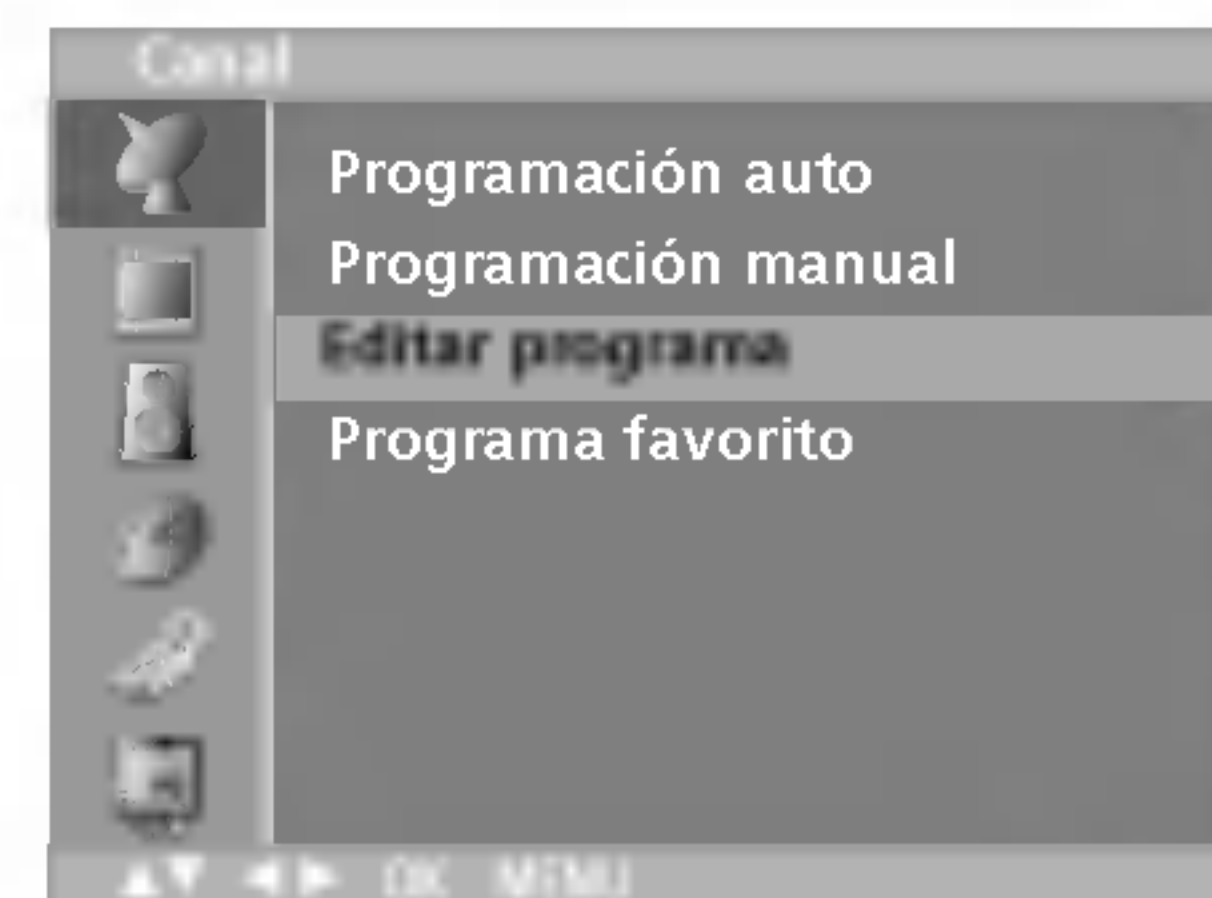 Canal
Programación auto
Programación manual
Editar programa
Programa favorito
▲▼ ◀▶ OK MENU